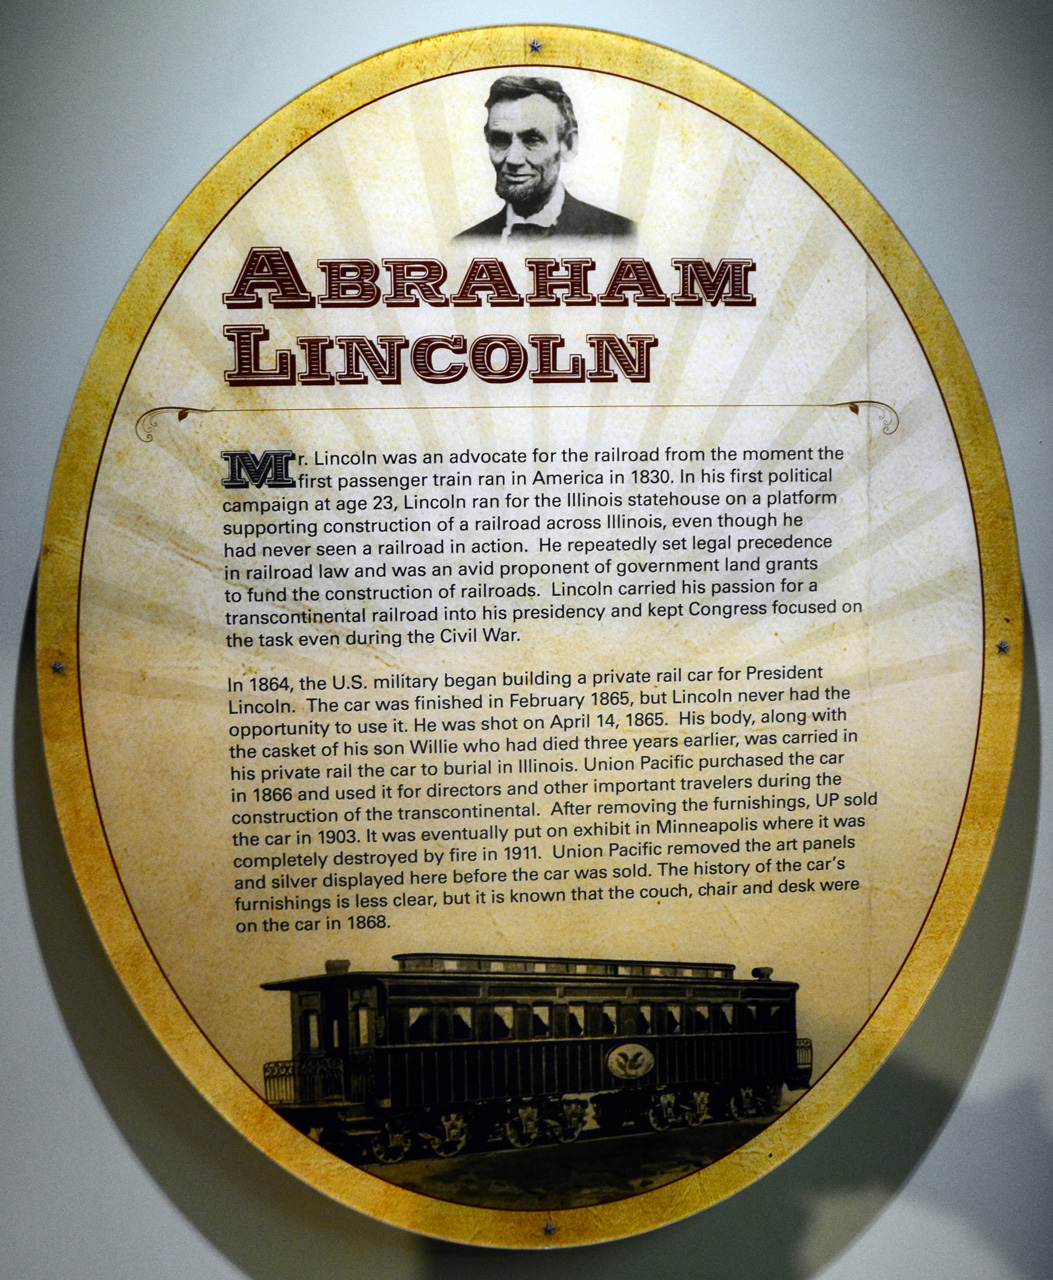 ABRAHAM
LINCOLN
Mr. Lincoln was an advocate for the railroad from the moment the
first passenger train ran in America in 1830. In his first political
campaign at age 23, Lincoln ran for the Illinois statehouse on a platform
supporting construction of a railroad across Illinois, even though he
had never seen a railroad in action.  He repeatedly set legal precedence
in railroad law and was an avid proponent of government land grants
to fund the construction of railroads.  Lincoln carried his passion for a
transcontinental railroad into his presidency and kept Congress focused on
the task even during the Civil War.
In 1864, the U.S. military began building a private rail car for President
Lincoln.  The car was finished in February 1865, but Lincoln never had the
opportunity to use it. He was shot on April 14, 1865.  His body, along with
the casket of his son Willie who had died three years earlier, was carried in
his private rail the car to burial in Illinois. Union Pacific purchased the car
in 1866 and used it for directors and other important travelers during the
construction of the transcontinental.  After removing the furnishings, UP sold
the car in 1903. It was eventually put on exhibit in Minneapolis where it was
completely destroyed by fire in 1911.  Union Pacific removed the art panels
and silver displayed here before the car was sold. The history of the car's
furnishings is less clear, but it is known that the couch, chair and desk were
on the car in 1868.